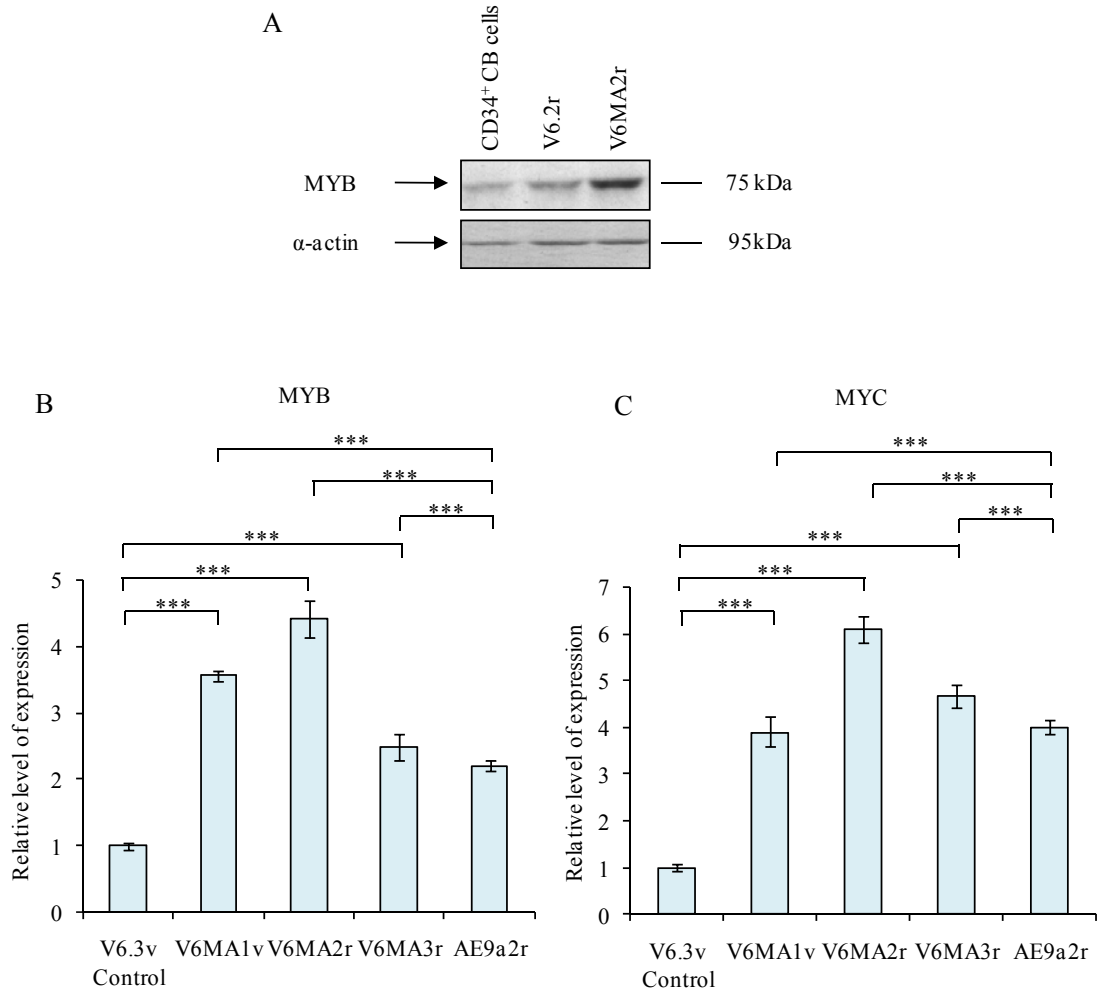 A
CD34⁺ CB cells
V6.2r
V6MA2r
MYB 75 kDa
α-actin 95kDa
B
MYB
***
***
***
***
***
***
Relative level of expression
5
4
3
2
1
0
V6.3v Control V6MA1v V6MA2r V6MA3r AE9a2r
C
MYC
***
***
***
***
***
***
Relative level of expression
7
6
5
4
3
2
1
0
V6.3v Control V6MA1v V6MA2r V6MA3r AE9a2r